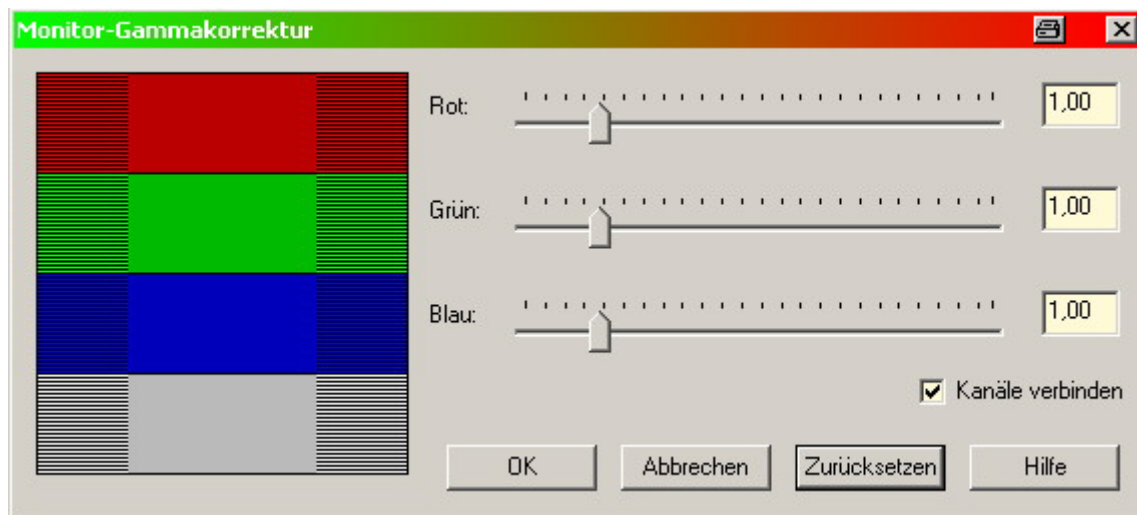 Monitor-Gammakorrektur
Rot:
1,00
Grün:
1,00
Blau:
1,00
Kanäle verbinden
OK
Abbrechen
Zurücksetzen
Hilfe